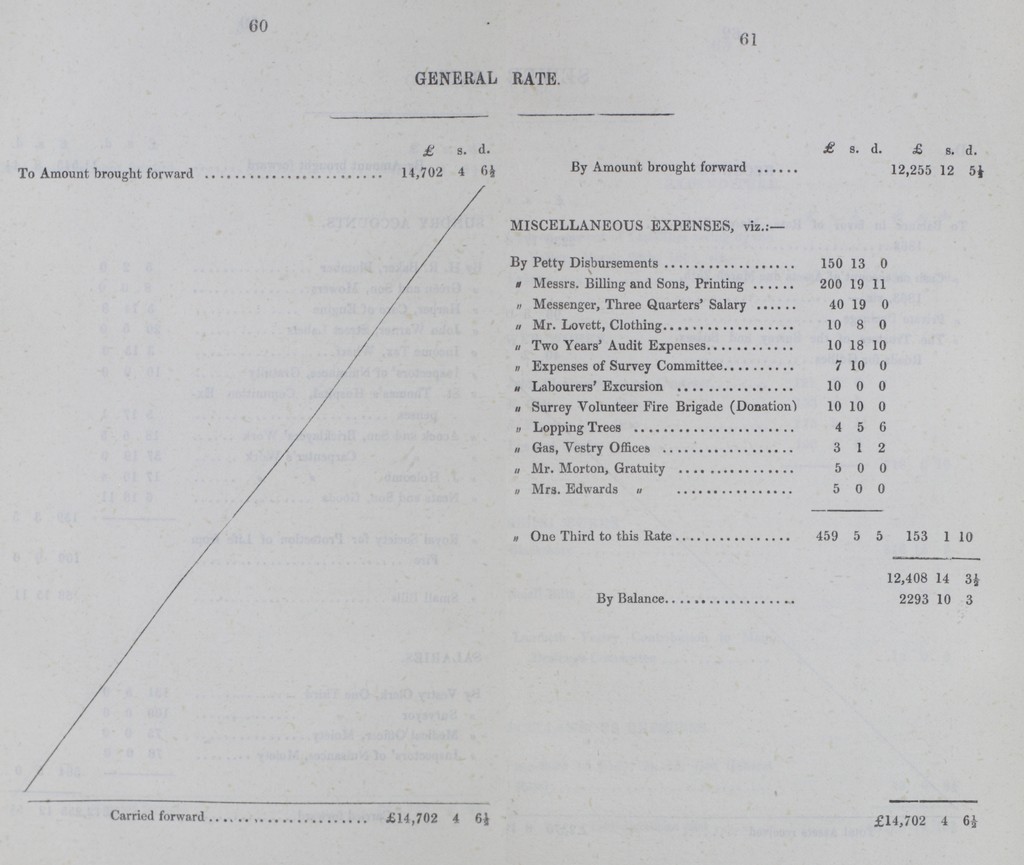 60
61
GENERAL RATE.
£ s. d.
To Amount brought forward ........................ 14,702 4 6½
Carried forward ..................... £14,702 4 6½
£ s. d. £ s. d.
By Amount brought forward ...... 12,255 12 5½
MISCELLANEOUS EXPENSES, viz.:—
By Petty Disbursements .................. 150 13 0
" Messrs. Billing and Sons, Printing ...... 200 19 11
" Messenger, Three Quarters' Salary ...... 40 19 0
" Mr. Lovett, Clothing.................. 10 8 0
" Two Years' Audit Expenses............ 10 18 10
" Expenses of Survey Committee.......... 7 10 0
" Labourers' Excursion ................ 10 0 0
" Surrey Volunteer Fire Brigade (Donation) 10 10 0
" Lopping Trees ...................... 4 5 6
" Gas, Vestry Offices .................. 3 1 2
" Mr. Morton, Gratuity ................ 5 0 0
" Mrs. Edwards " ................ 5 0 0
" One Third to this Rate................ 459 5 5 153 1 10
12,408 14 3½
By Balance.................. 2293 10 3
£14,702 4 6½